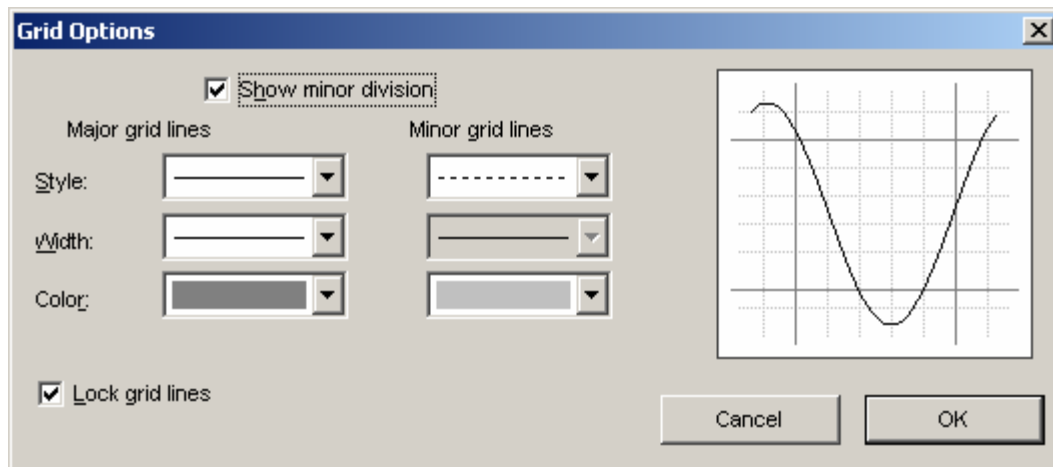 Grid Options
Show minor division
Major grid lines
Minor grid lines
Style:
Width:
Color:
Lock grid lines
Cancel
OK